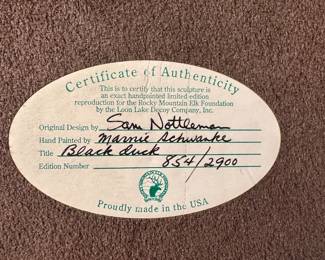 Certificate of Authenticity
This is to certify that this sculpture is
an exact handpainted limited edition
reproduction for the Rocky Mountain Elk Foundation
by the Loon Lake Decoy Company, Inc.
Original Design by Sam Nottleman
Hand Painted by Marnie Schwanke
Title Black duck
Edition Number 854/2900
Proudly made in the USA